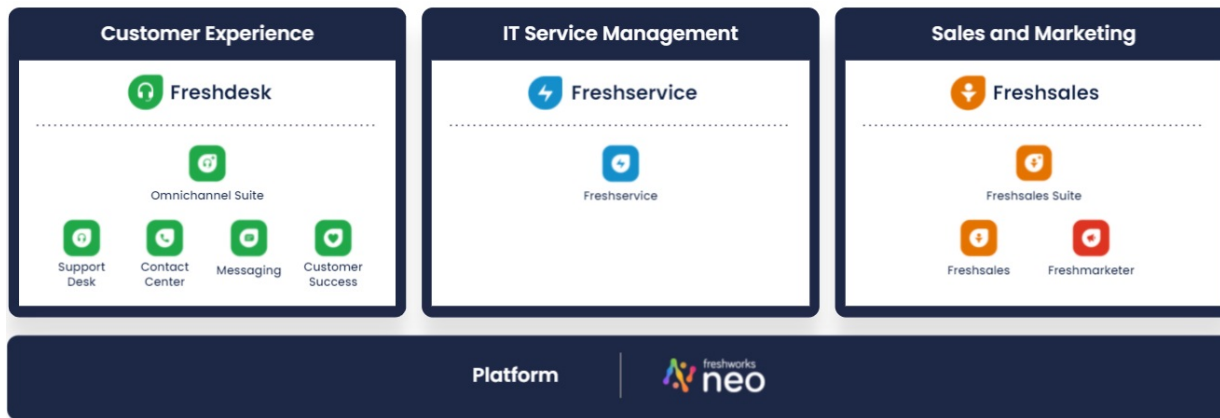 Customer Experience
Freshdesk
Omnichannel Suite
Support
Desk
Contact
Center
Messaging
Customer
Success
IT Service Management
Freshservice
Freshservice
Sales and Marketing
Freshsales
Freshsales Suite
Freshsales
Freshmarketer
Platform
freshworks
neo